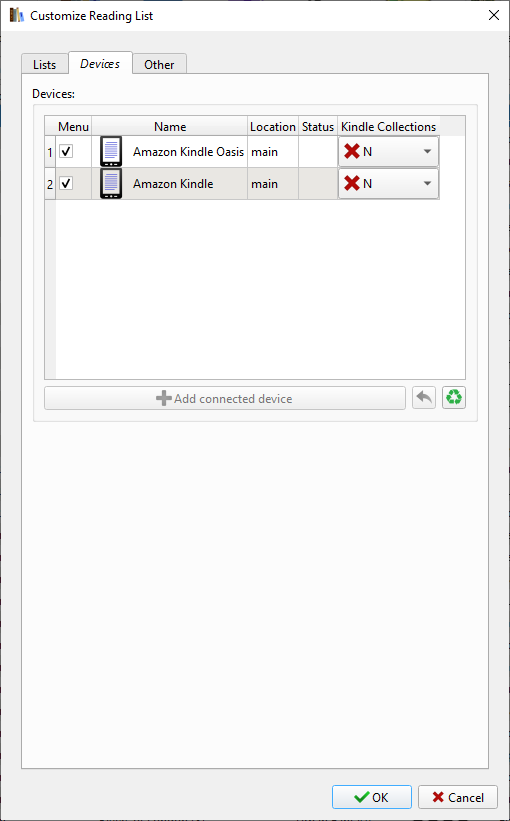 Customize Reading List
Lists Devices Other
Devices:
Menu Name Location Status Kindle Collections
1 Amazon Kindle Oasis main N
2 Amazon Kindle main N
Add connected device
OK Cancel